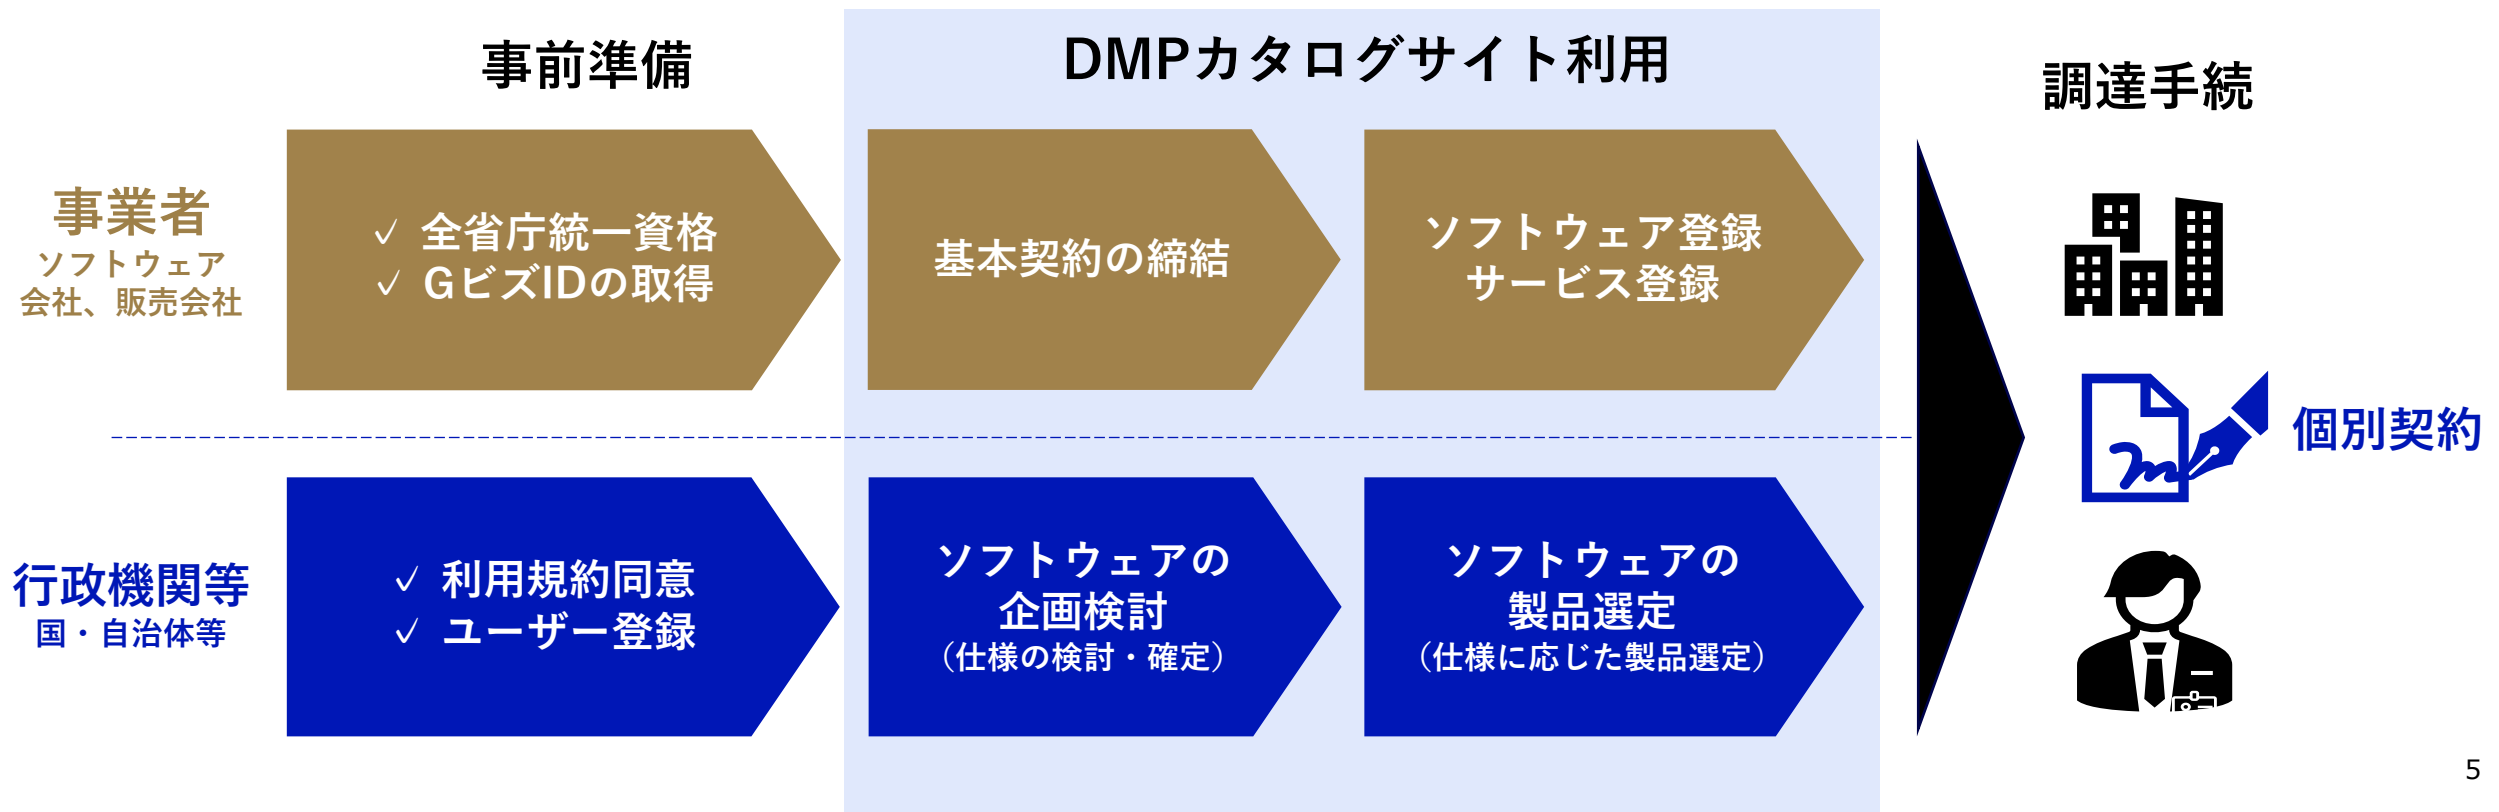 事前準備
DMPカタログサイト利用
調達手続
事業者
ソフトウェア
会社、販売会社
✓ 全省庁統一資格
✓ GビズIDの取得
基本契約の締結
ソフトウェア登録
サービス登録
個別契約
行政機関等
国・自治体等
✓ 利用規約同意
✓ ユーザー登録
ソフトウェアの
企画検討
（仕様の検討・確定）
ソフトウェアの
製品選定
（仕様に応じた製品選定）
5